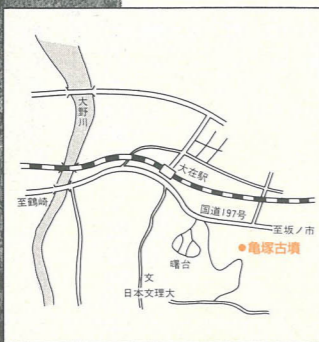 大野川
大在駅
至鶴崎
国道197号
至坂ノ市
●亀塚古墳
曙台
文
日本文理大